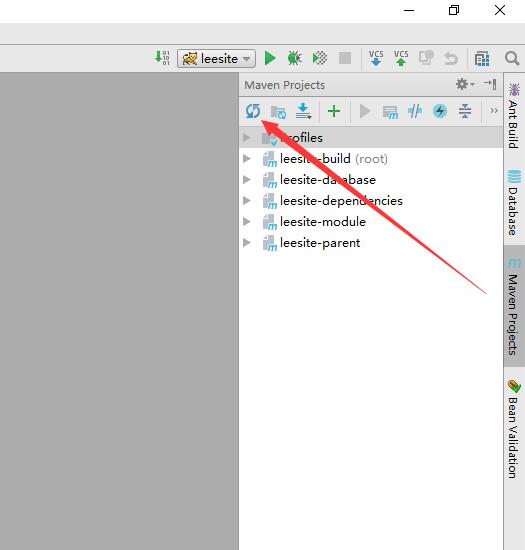 leesite
VCS
VCS
Maven Projects
Profiles
leesite-build (root)
leesite-database
leesite-dependencies
leesite-module
leesite-parent
Ant Build
Database
Maven Projects
Bean Validation